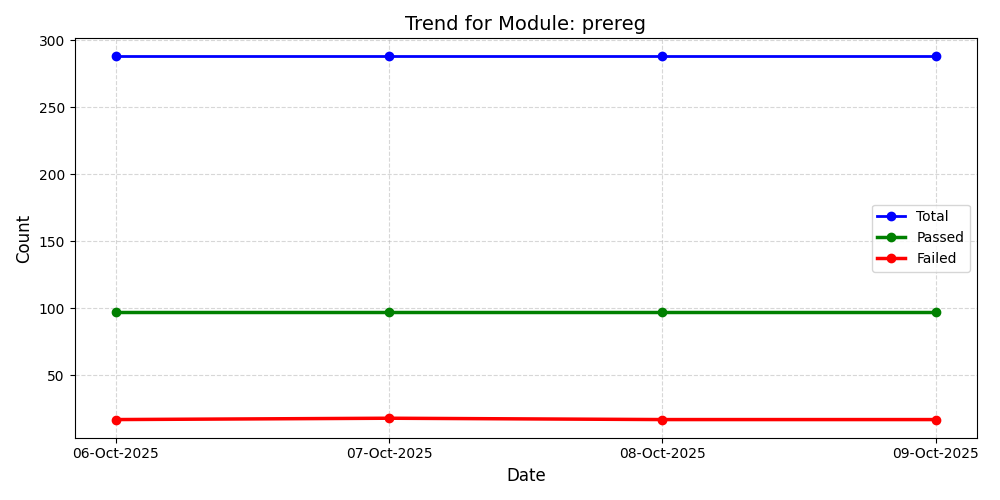 Trend for Module: prereg
300
250
200
150
100
50
Count
Total
Passed
Failed
06-Oct-2025 07-Oct-2025 08-Oct-2025 09-Oct-2025
Date